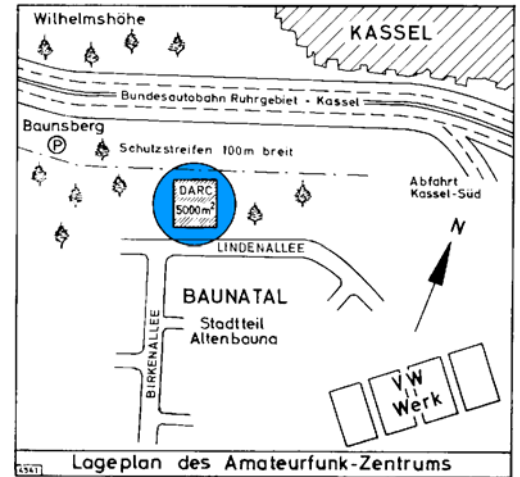 Wilhelmshöhe
KASSEL
Bundesautobahn Ruhrgebiet - Kassel
Baunsberg
P
Schutzstreifen 100m breit
Abfahrt
Kassel-Süd
DARC
5000m²
N
LINDENALLEE
BAUNATAL
Stadtteil
Altenbauna
BIRKENALLEE
VW
Werk
4541
Lageplan des Amateurfunk-Zentrums